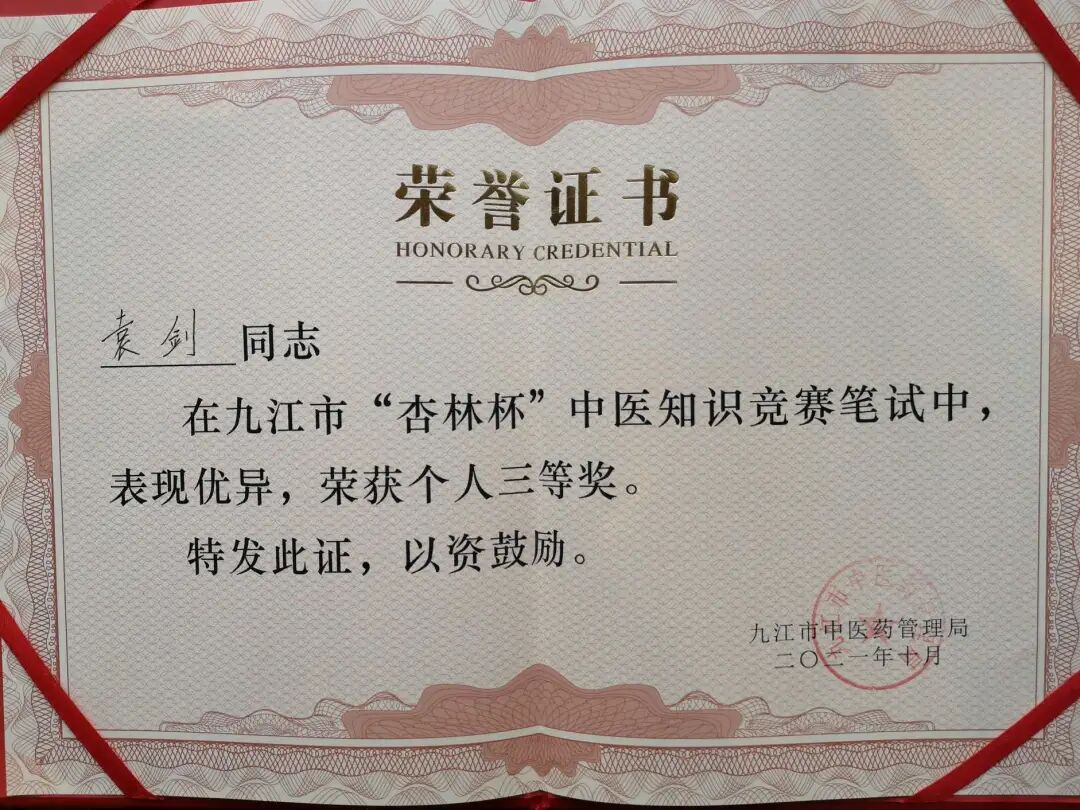 荣誉证书
HONORARY CREDENTIAL
袁剑 同志
在九江市“杏林杯”中医知识竞赛笔试中，
表现优异，荣获个人三等奖。
特发此证，以资鼓励。
九江市中医药管理局
二〇二一年十月